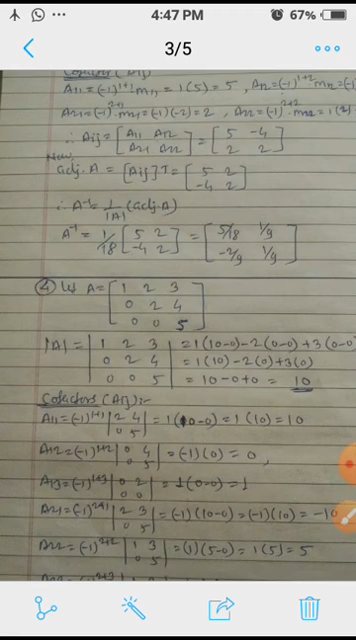 4:47 PM 67%
3/5
Cofactors (Aij)
A11 = (-1)^1+1 . m11 = 1(5) = 5 , A12 = (-1)^1+2 . m12 = (-1)
A21 = (-1)^2+1 . m21 = (-1)(-2) = 2 , A22 = (-1)^2+2 . m22 = 1(2)
∴ Aij = [A11 A12 = [5 -4
A21 A22] 2 2]
Now,
adj.A = [Aij]T = [5 2
-4 2]
∴ A^-1 = 1/|A| (adj.A)
A^-1 = 1/18 [5 2 = [5/18 1/9
-4 2] -2/9 1/9]
④ Let A = [1 2 3
0 2 4
0 0 5]
|A| = |1 2 3| = 1(10-0)-2(0-0)+3(0-0
|0 2 4| = 1(10)-2(0)+3(0)
|0 0 5| = 10-0+0 = 10
Cofactors (Aij):-
A11 = (-1)^1+1 |2 4
0 5| = 1(10-0) = 1(10) = 10
A12 = (-1)^1+2 |0 4
0 5| = (-1)(0) = 0,
A13 = (-1)^1+3 |0 2
0 0| = 1(0-0) = 1
A21 = (-1)^2+1 |2 3
0 5| = (-1)(10-0) = (-1)(10) = -10
A22 = (-1)^2+2 |1 3
0 5| = (1)(5-0) = 1(5) = 5